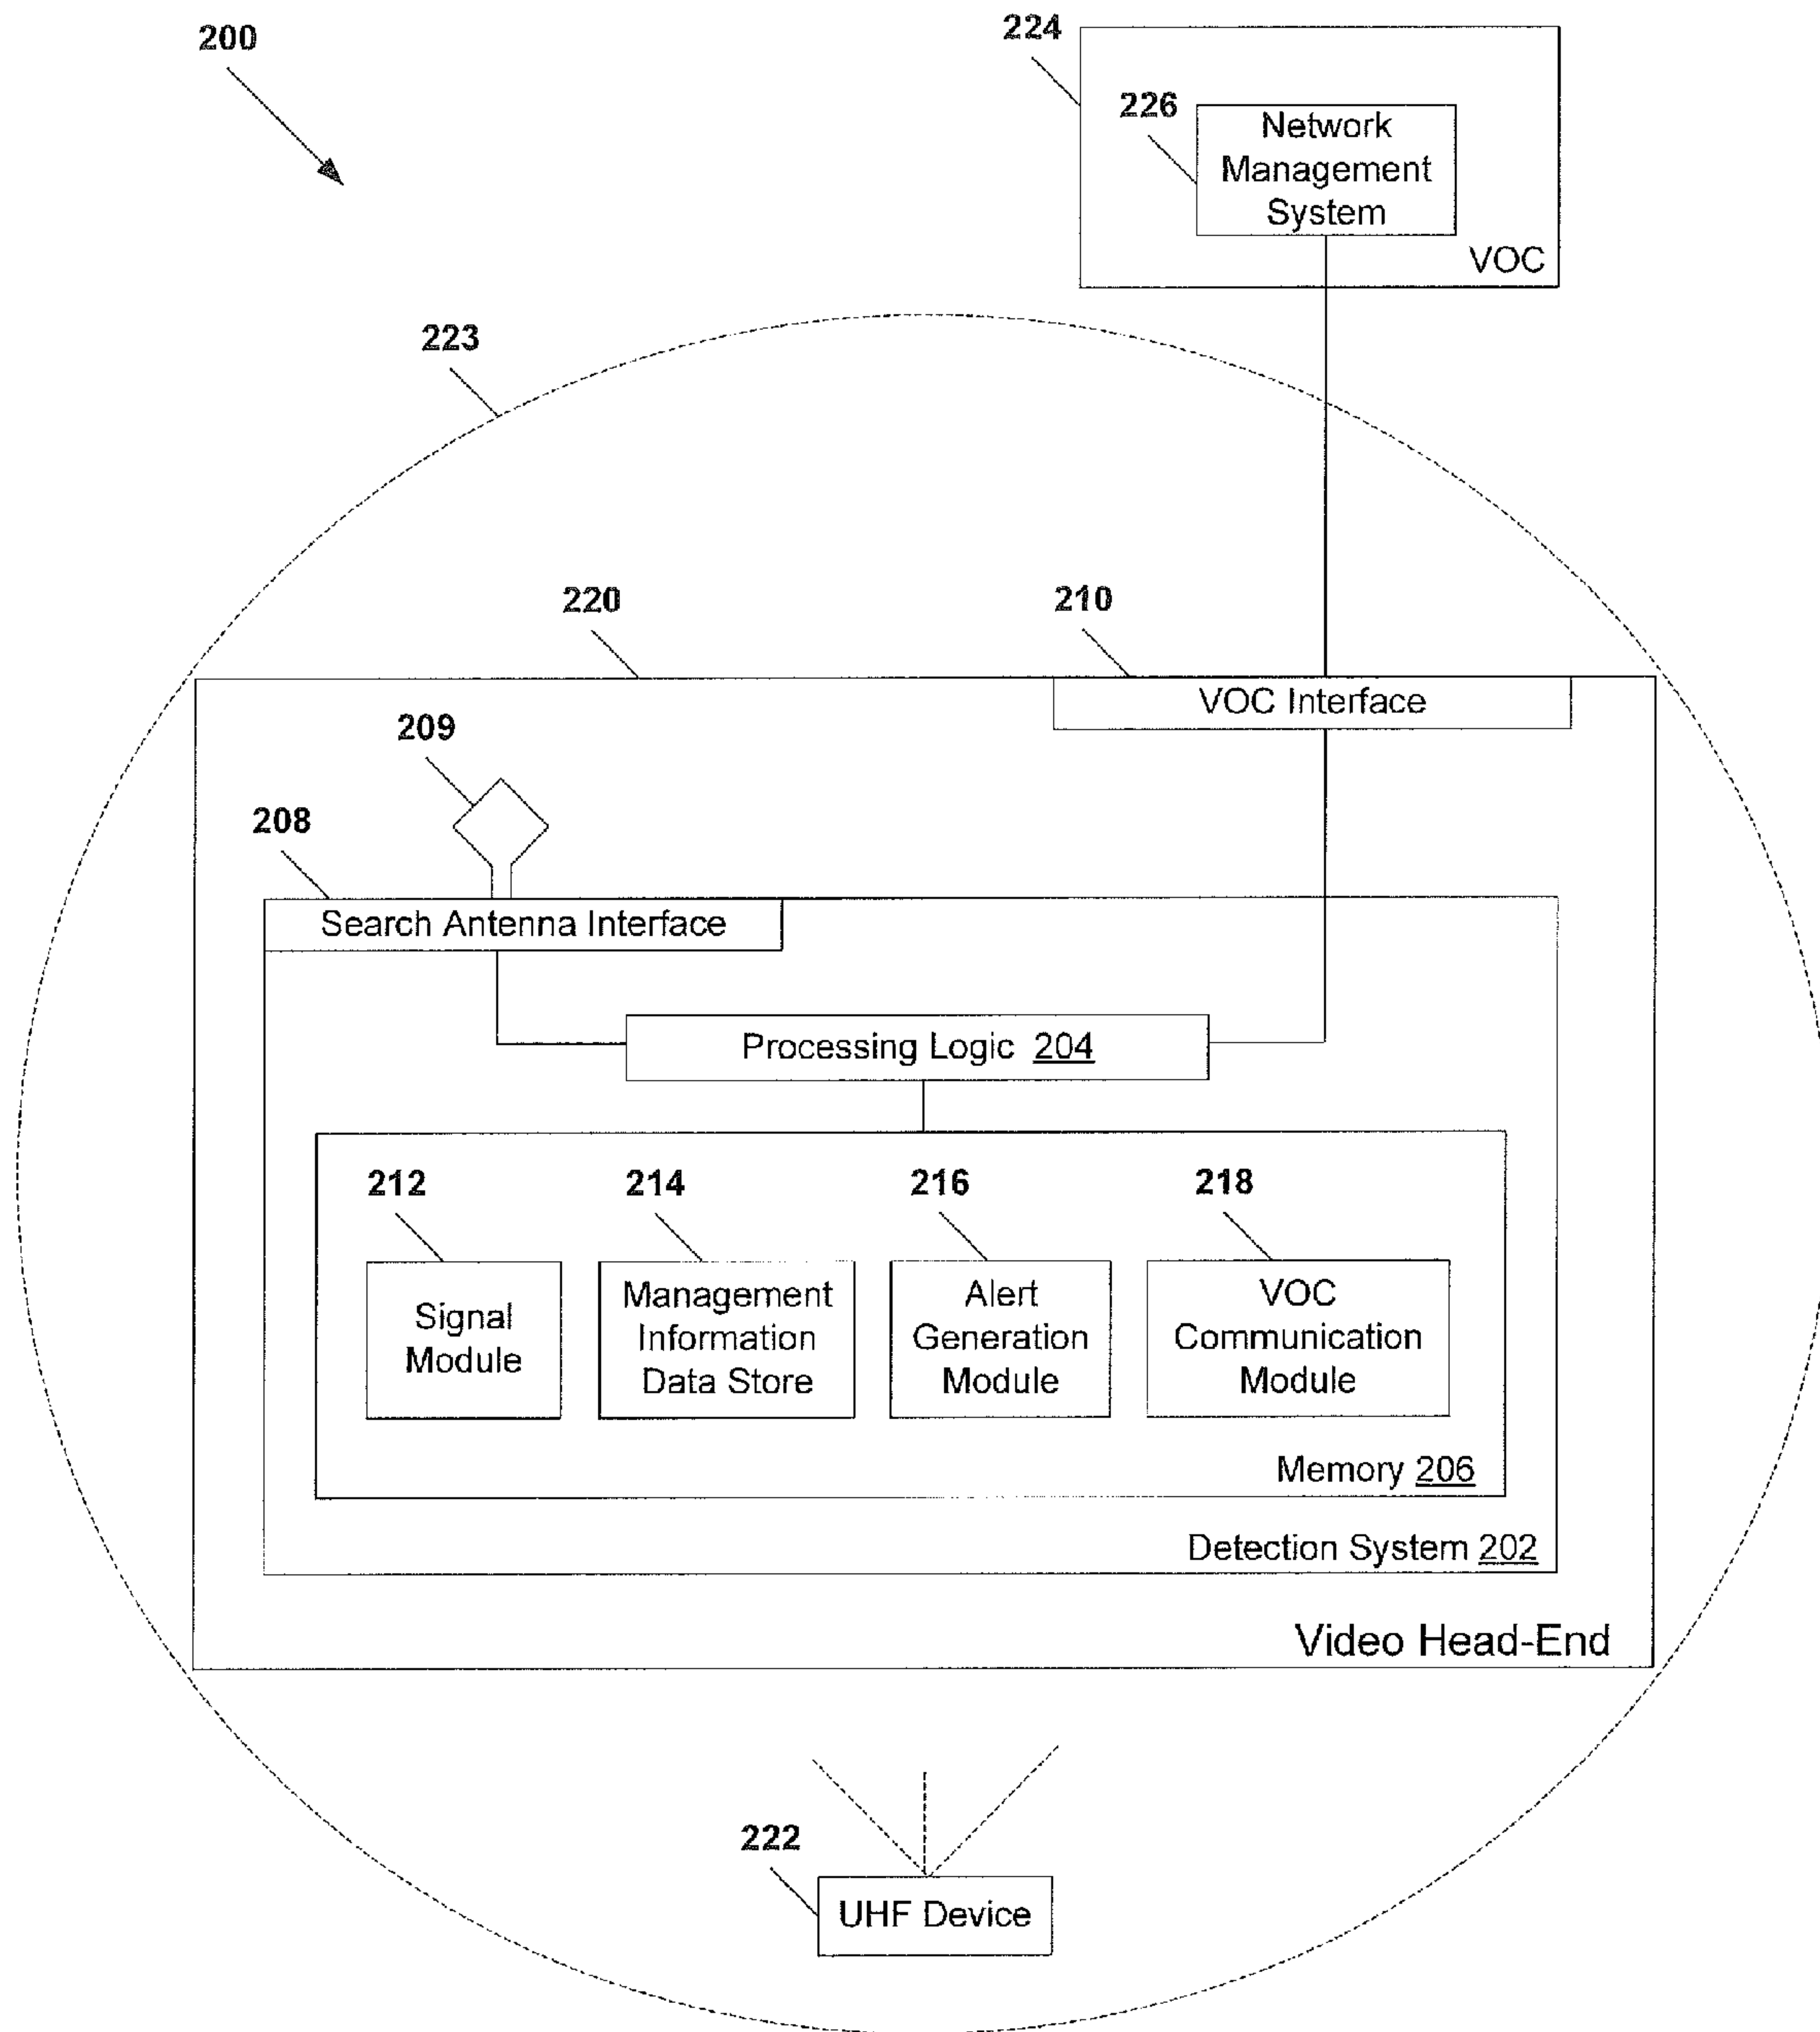 200
224
226
Network
Management
System
VOC
223
220
210
VOC Interface
209
208
Search Antenna Interface
Processing Logic 204
212
214
216
218
Signal
Module
Management
Information
Data Store
Alert
Generation
Module
VOC
Communication
Module
Memory 206
Detection System 202
Video Head-End
222
UHF Device